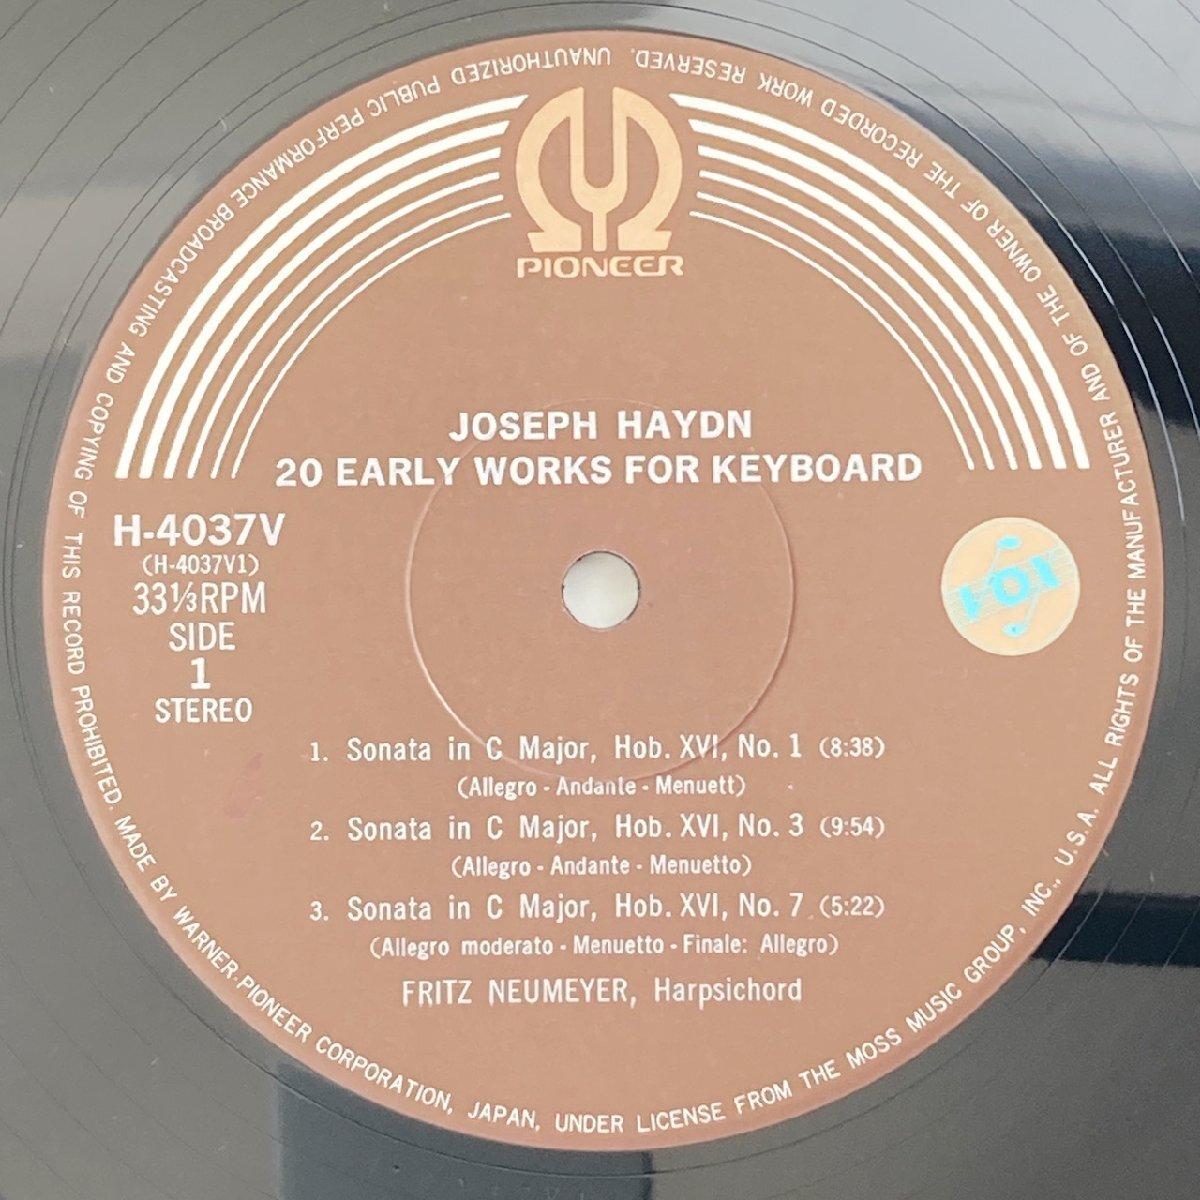 UNAUTHORIZED PUBLIC PERFORMANCE BROADCASTING AND COPYING OF THIS RECORD PROHIBITED. MADE BY WARNER-PIONEER CORPORATION, JAPAN, UNDER LICENSE FROM THE MOSS MUSIC GROUP, INC., U.S.A. ALL RIGHTS OF THE MANUFACTURER AND OF THE OWNER OF THE RECORDED WORK RESERVED.
PIONEER
JOSEPH HAYDN
20 EARLY WORKS FOR KEYBOARD
H-4037V
(H-4037V1)
33⅓RPM
SIDE
1
STEREO
1. Sonata in C Major, Hob. XVI, No. 1 (8:38)
(Allegro - Andante - Menuett)
2. Sonata in C Major, Hob. XVI, No. 3 (9:54)
(Allegro - Andante - Menuetto)
3. Sonata in C Major, Hob. XVI, No. 7 (5:22)
(Allegro moderato - Menuetto - Finale: Allegro)
FRITZ NEUMEYER, Harpsichord